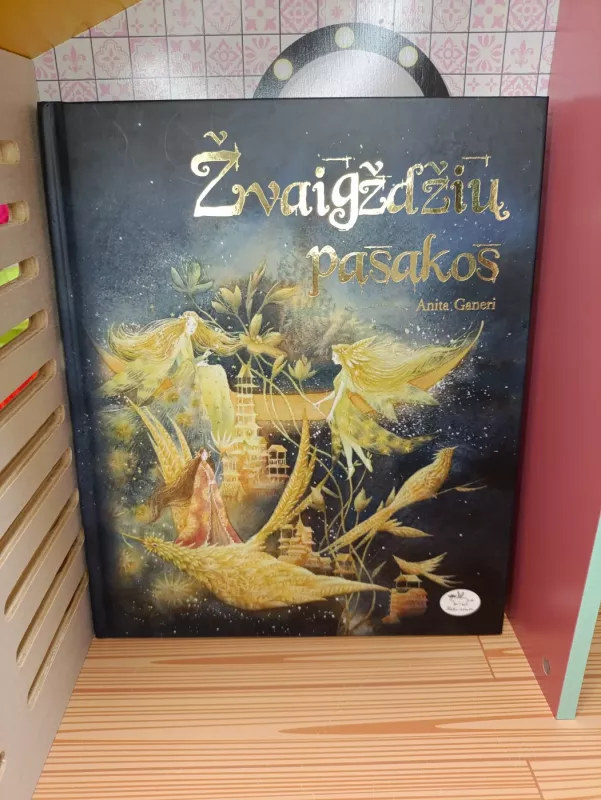 Žvaigždžių
pasakos
Anita Ganeri